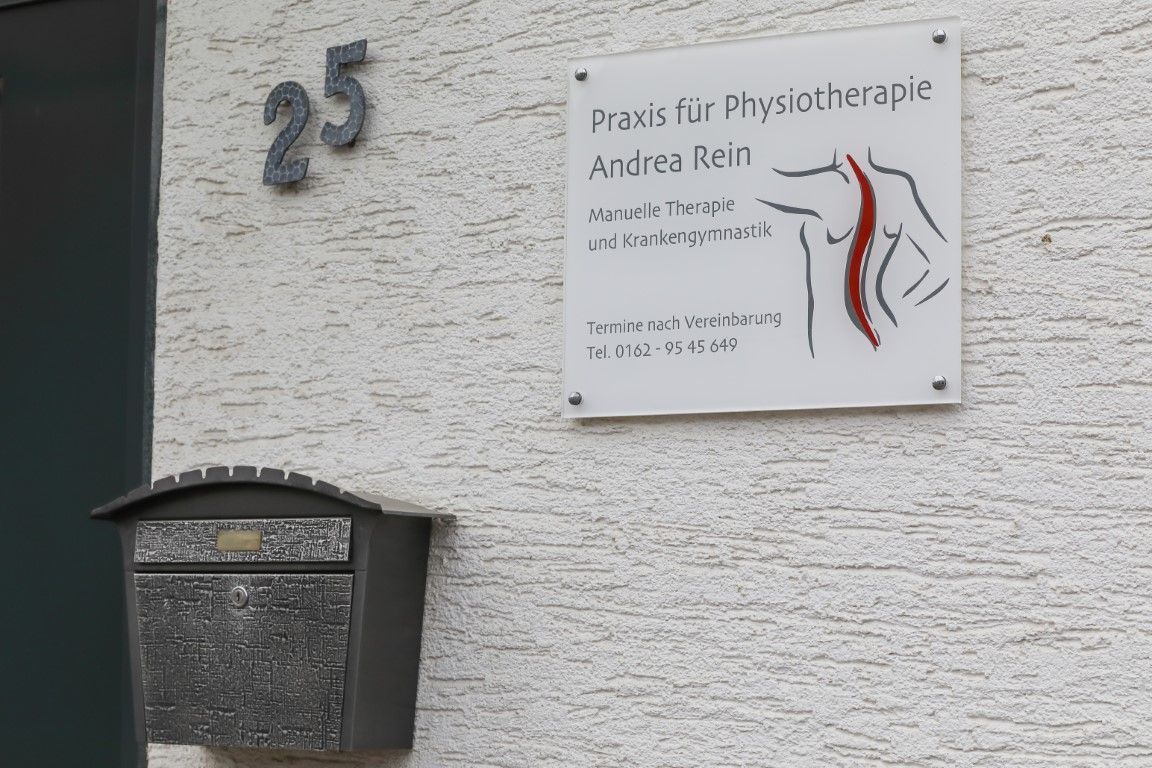 25
Praxis für Physiotherapie
Andrea Rein
Manuelle Therapie
und Krankengymnastik
Termine nach Vereinbarung
Tel. 0162 - 95 45 649